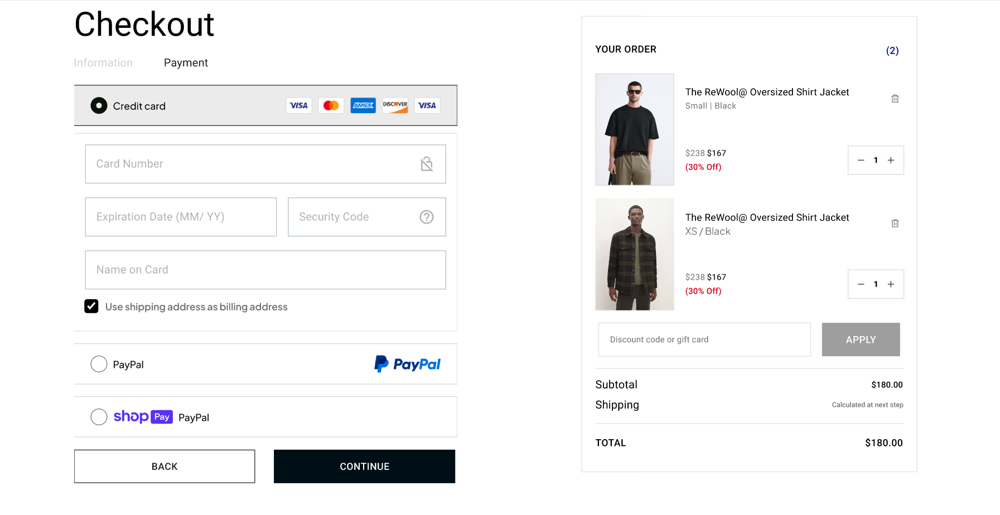 Checkout
Information Payment
Credit card VISA AMEX DISCOVER VISA
Card Number
Expiration Date (MM/ YY) Security Code ?
Name on Card
Use shipping address as billing address
PayPal PayPal
shop Pay PayPal
BACK CONTINUE
YOUR ORDER (2)
The ReWool@ Oversized Shirt Jacket
Small | Black
$238 $167
(30% Off)
− 1 +
The ReWool@ Oversized Shirt Jacket
XS / Black
$238 $167
(30% Off)
− 1 +
Discount code or gift card APPLY
Subtotal $180.00
Shipping Calculated at next step
TOTAL $180.00